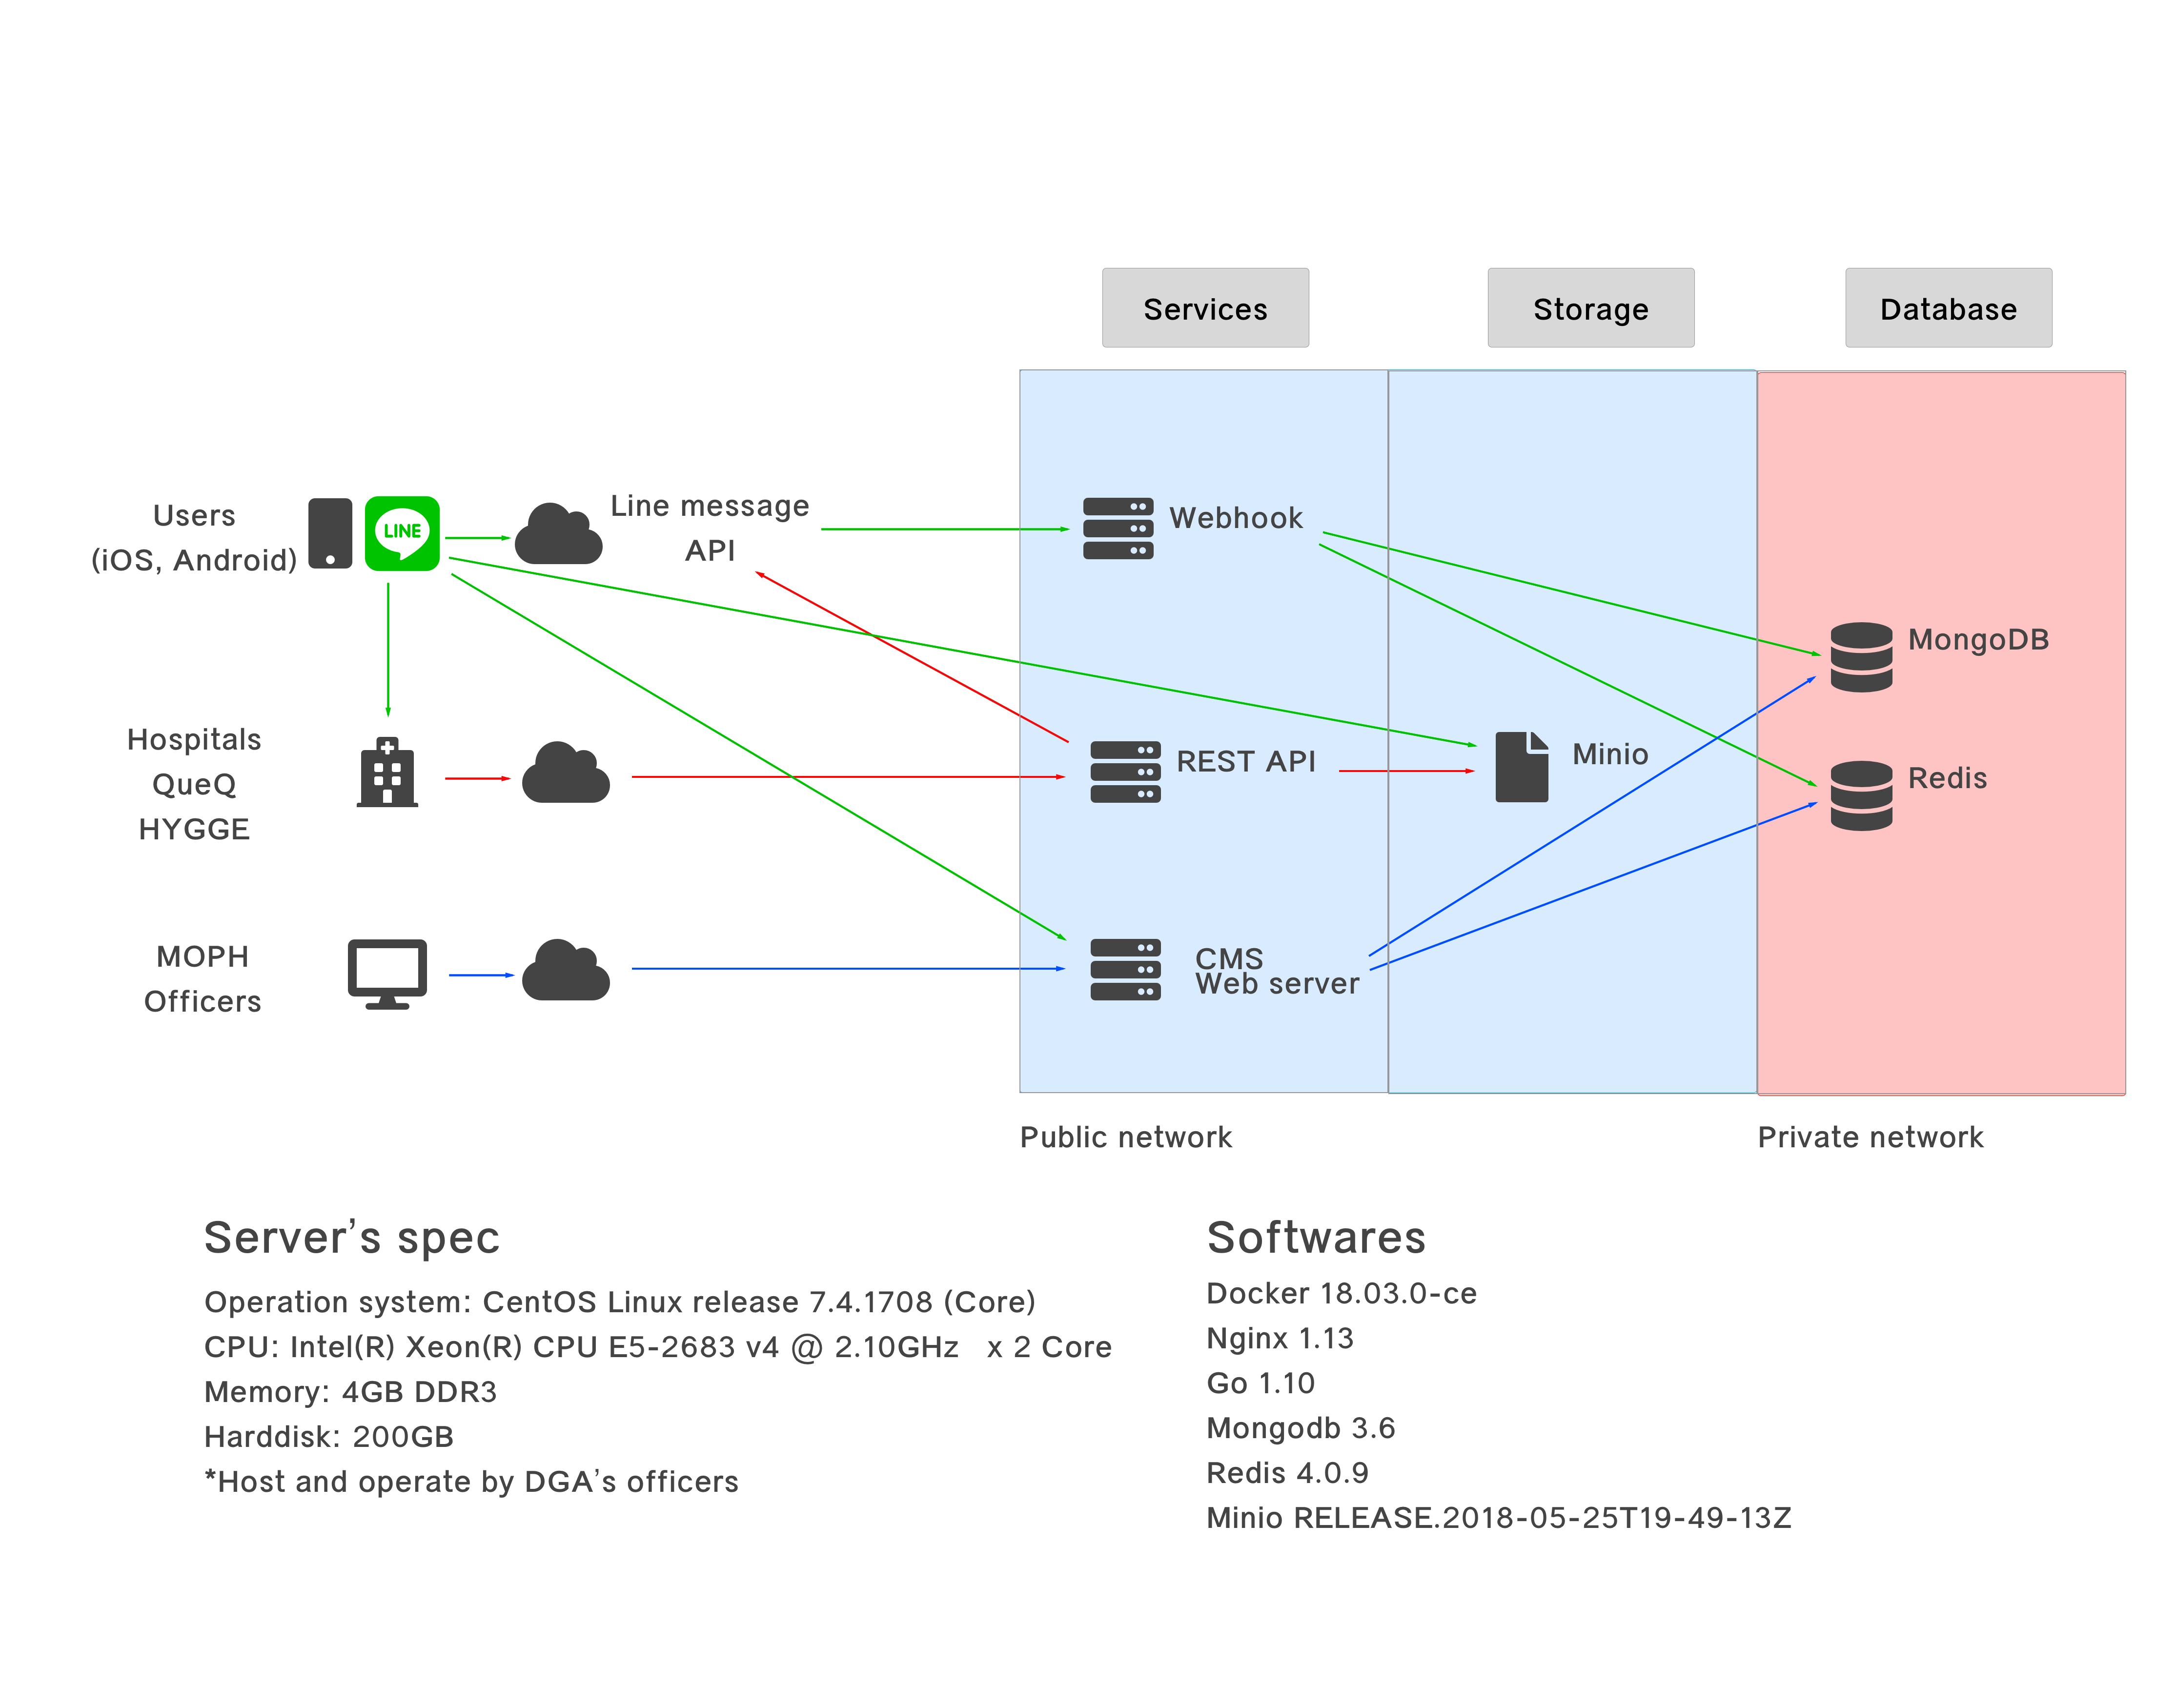 Services
Storage
Database
Users
(iOS, Android)
LINE
Line message
API
Webhook
MongoDB
Hospitals
QueQ
HYGGE
REST API
Minio
Redis
MOPH
Officers
CMS
Web server
Public network
Private network
Server’s spec
Operation system: CentOS Linux release 7.4.1708 (Core)
CPU: Intel(R) Xeon(R) CPU E5-2683 v4 @ 2.10GHz x 2 Core
Memory: 4GB DDR3
Harddisk: 200GB
*Host and operate by DGA’s officers
Softwares
Docker 18.03.0-ce
Nginx 1.13
Go 1.10
Mongodb 3.6
Redis 4.0.9
Minio RELEASE.2018-05-25T19-49-13Z